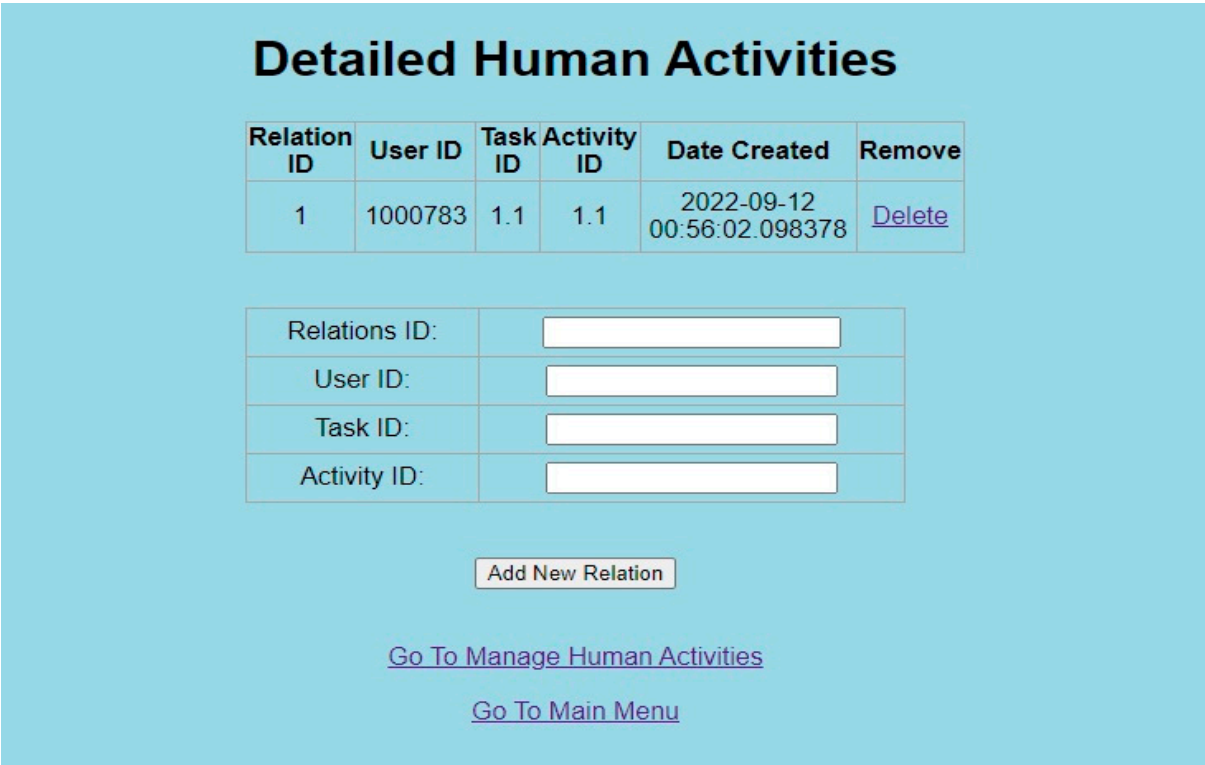 Detailed Human Activities
Relation ID User ID Task ID Activity ID Date Created Remove
1 1000783 1.1 1.1 2022-09-12 00:56:02.098378 Delete
Relations ID:
User ID:
Task ID:
Activity ID:
Add New Relation
Go To Manage Human Activities
Go To Main Menu